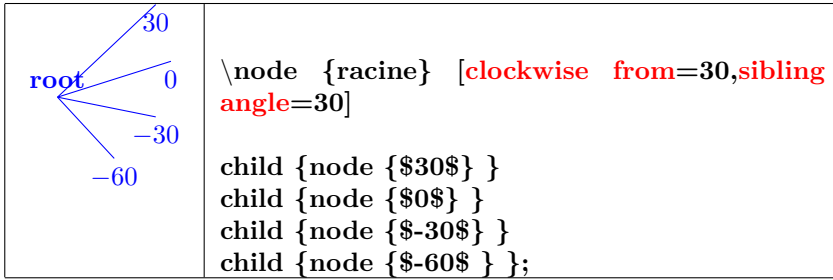 30
root
0
−30
−60
\node {racine} [clockwise from=30,sibling
angle=30]
child {node {$30$} }
child {node {$0$} }
child {node {$-30$} }
child {node {$-60$ } };